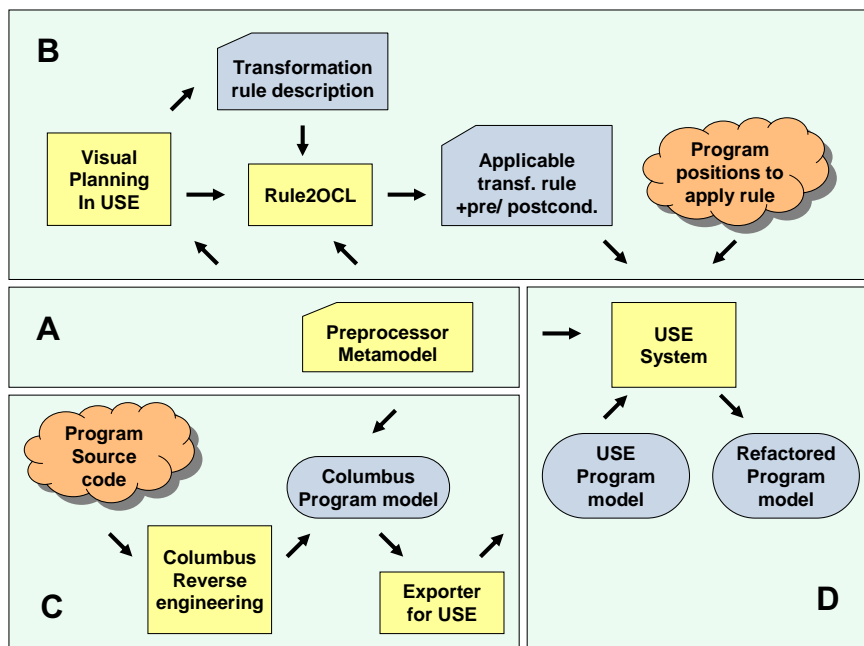 B
Transformation
rule description
Visual
Planning
In USE
Rule2OCL
Applicable
transf. rule
+pre/ postcond.
Program
positions to
apply rule
A
Preprocessor
Metamodel
USE
System
Program
Source
code
Columbus
Program model
USE
Program
model
Refactored
Program
model
Columbus
Reverse
engineering
Exporter
for USE
C
D